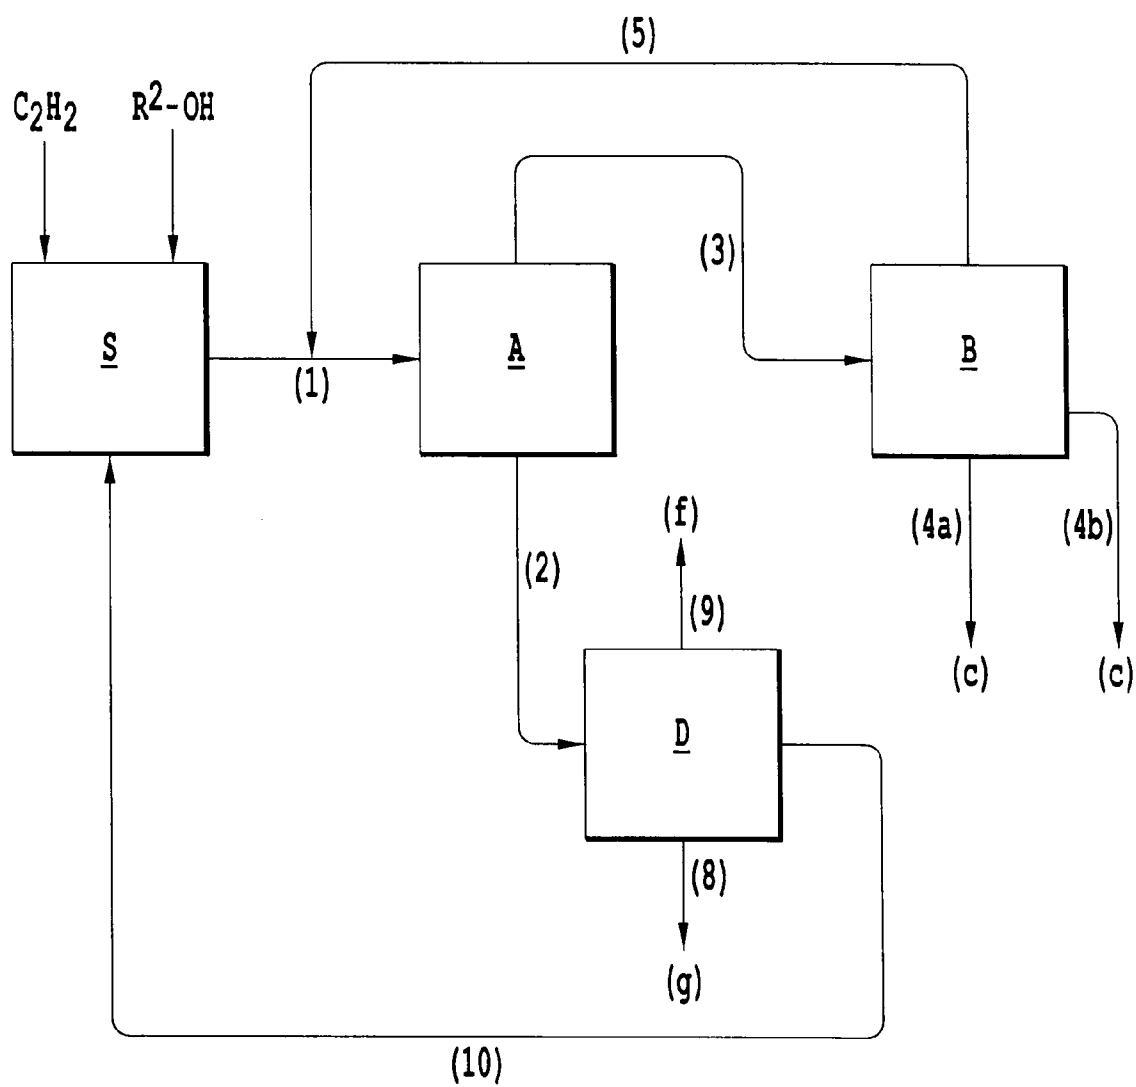 (5)
C₂H₂
R²-OH
(3)
S
A
B
(1)
(f)
(4a)
(4b)
(2)
(9)
(c)
(c)
D
(8)
(g)
(10)